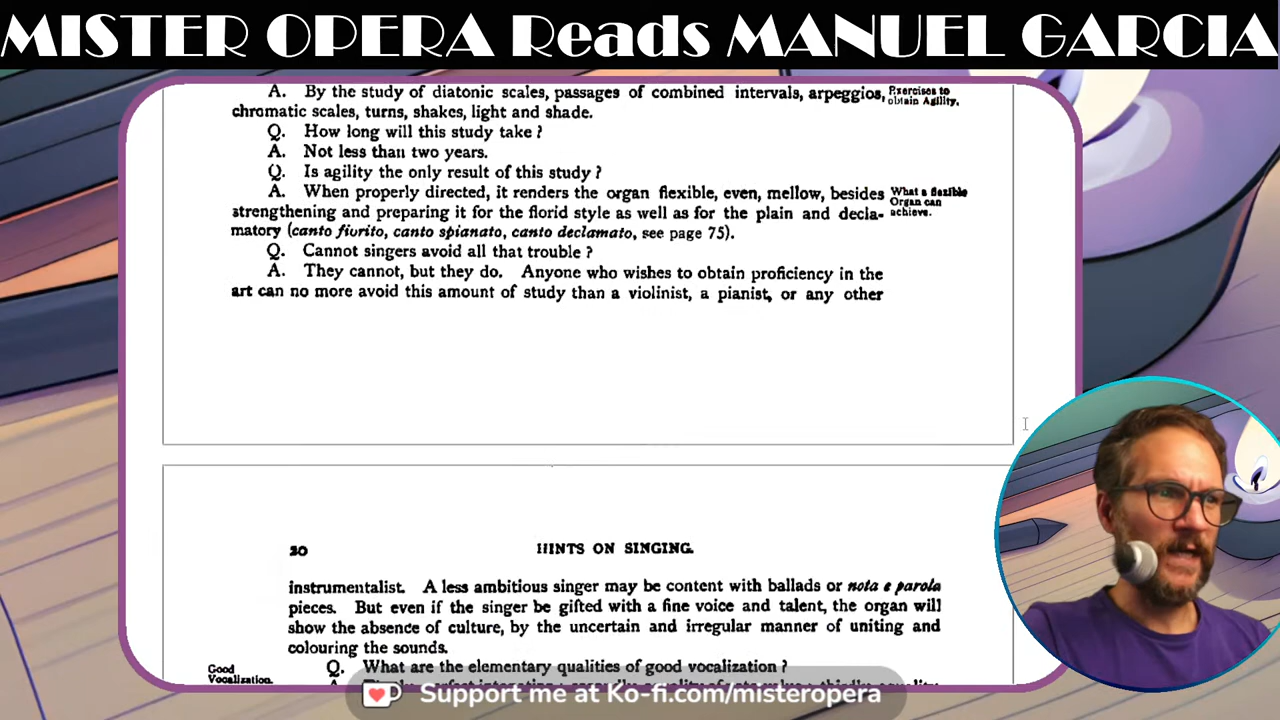 MISTER OPERA Reads MANUEL GARCIA
A. By the study of diatonic scales, passages of combined intervals, arpeggios,
Exercises to
obtain Agility.
chromatic scales, turns, shakes, light and shade.
Q. How long will this study take ?
A. Not less than two years.
Q. Is agility the only result of this study ?
A. When properly directed, it renders the organ flexible, even, mellow, besides
What a flexible
Organ can
achieve.
strengthening and preparing it for the florid style as well as for the plain and decla-
matory (canto fiorito, canto spianato, canto declamato, see page 75).
Q. Cannot singers avoid all that trouble ?
A. They cannot, but they do. Anyone who wishes to obtain proficiency in the
art can no more avoid this amount of study than a violinist, a pianist, or any other
20
HINTS ON SINGING.
instrumentalist. A less ambitious singer may be content with ballads or nota e parola
pieces. But even if the singer be gifted with a fine voice and talent, the organ will
show the absence of culture, by the uncertain and irregular manner of uniting and
colouring the sounds.
Good
Vocalization.
Q. What are the elementary qualities of good vocalization ?
Support me at Ko-fi.com/misteropera